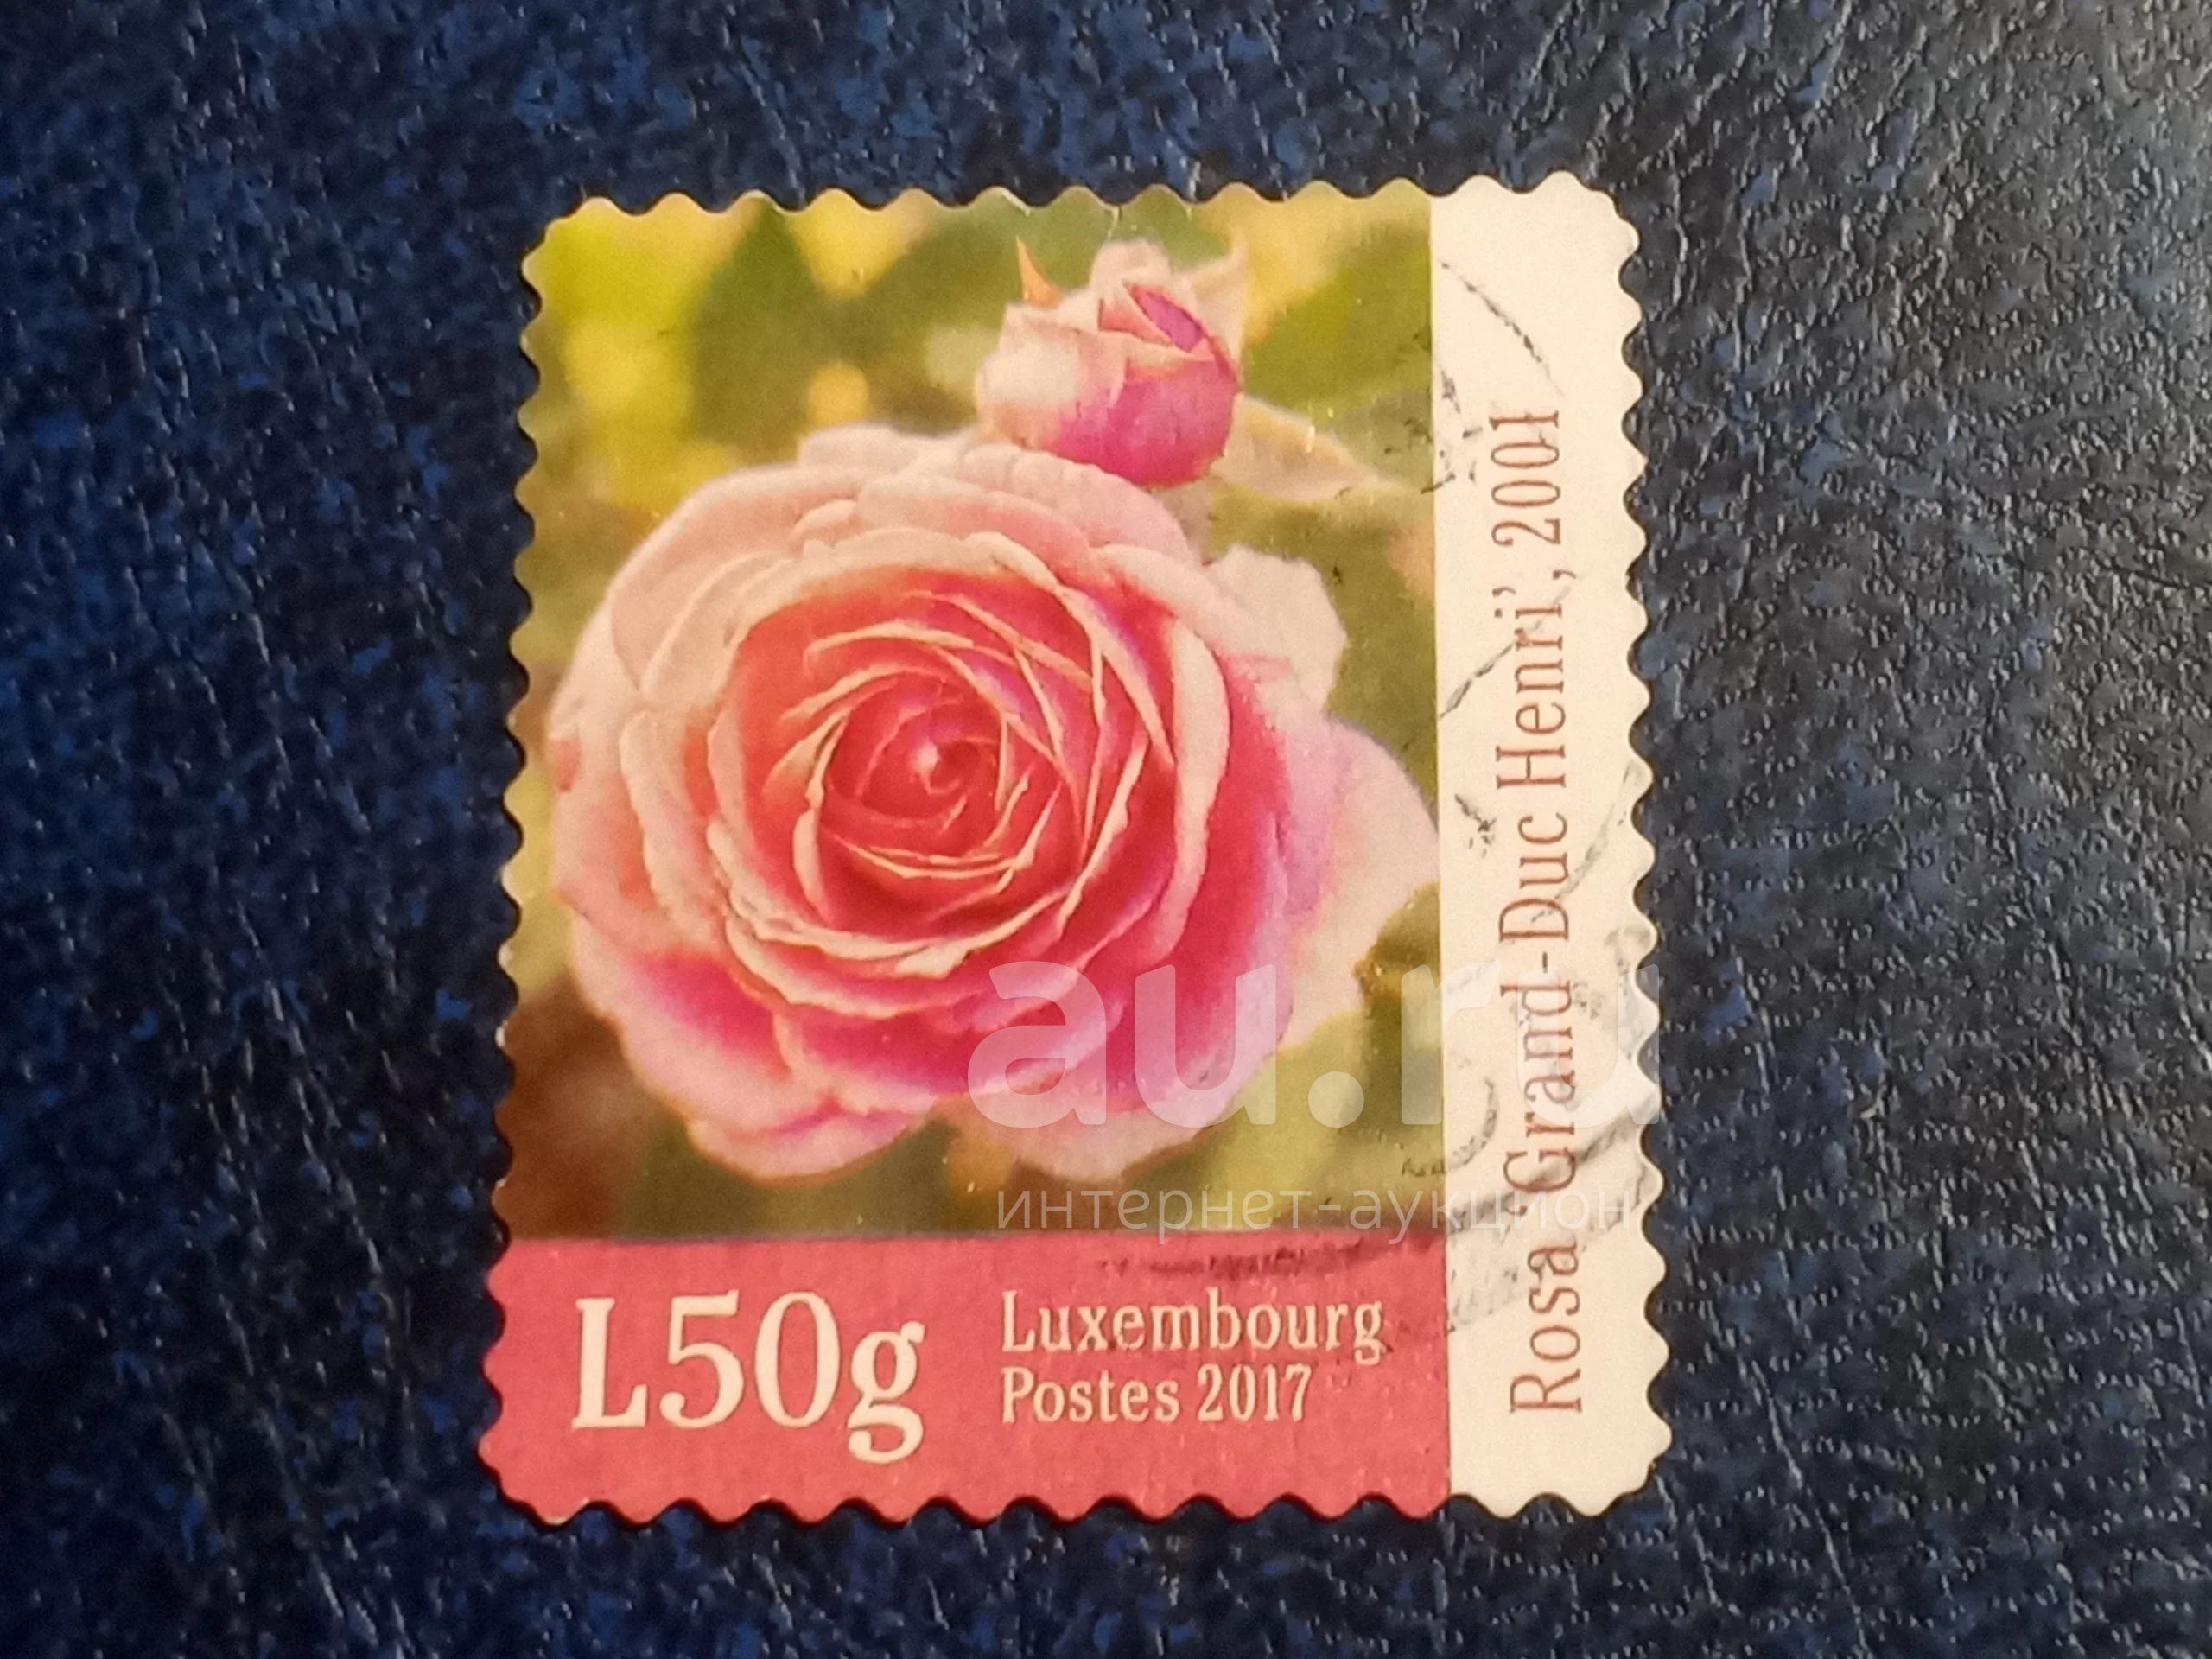 Rosa “Grand-Duc Henri”, 2001
au.ru
интернет-аукцион
L50g
Luxembourg
Postes 2017